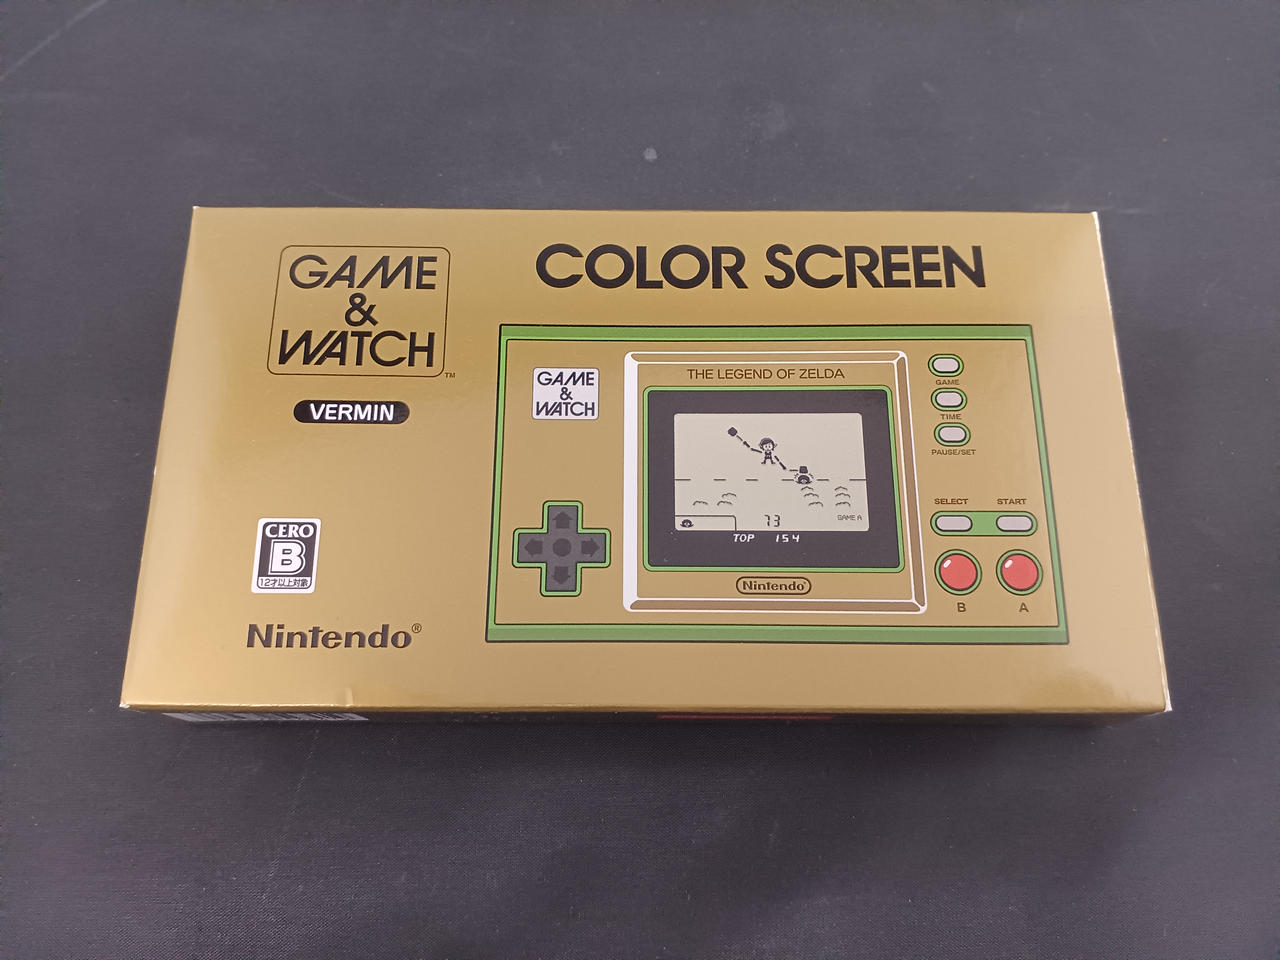 GAME
&
WATCH™
VERMIN
CERO
B
12才以上対象
Nintendo®
COLOR SCREEN
GAME
&
WATCH
THE LEGEND OF ZELDA
73
GAME A
TOP 154
Nintendo®
GAME
TIME
PAUSE/SET
SELECT START
B A